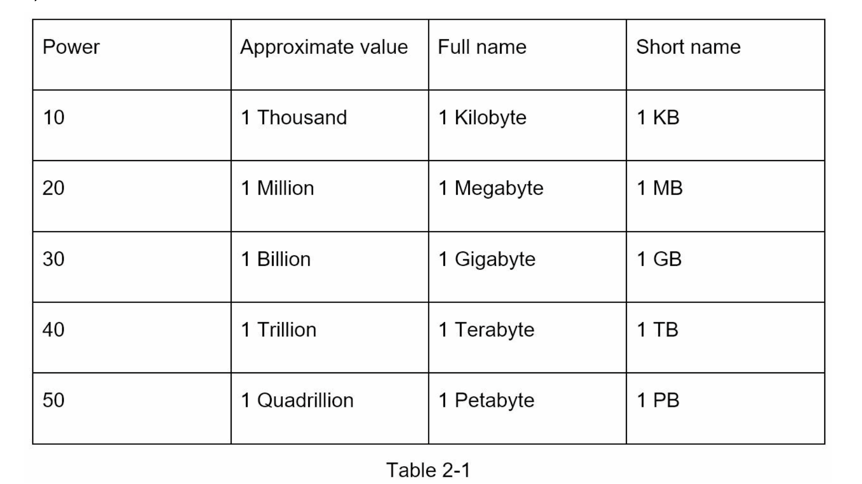 Power Approximate value Full name Short name
10 1 Thousand 1 Kilobyte 1 KB
20 1 Million 1 Megabyte 1 MB
30 1 Billion 1 Gigabyte 1 GB
40 1 Trillion 1 Terabyte 1 TB
50 1 Quadrillion 1 Petabyte 1 PB
Table 2-1